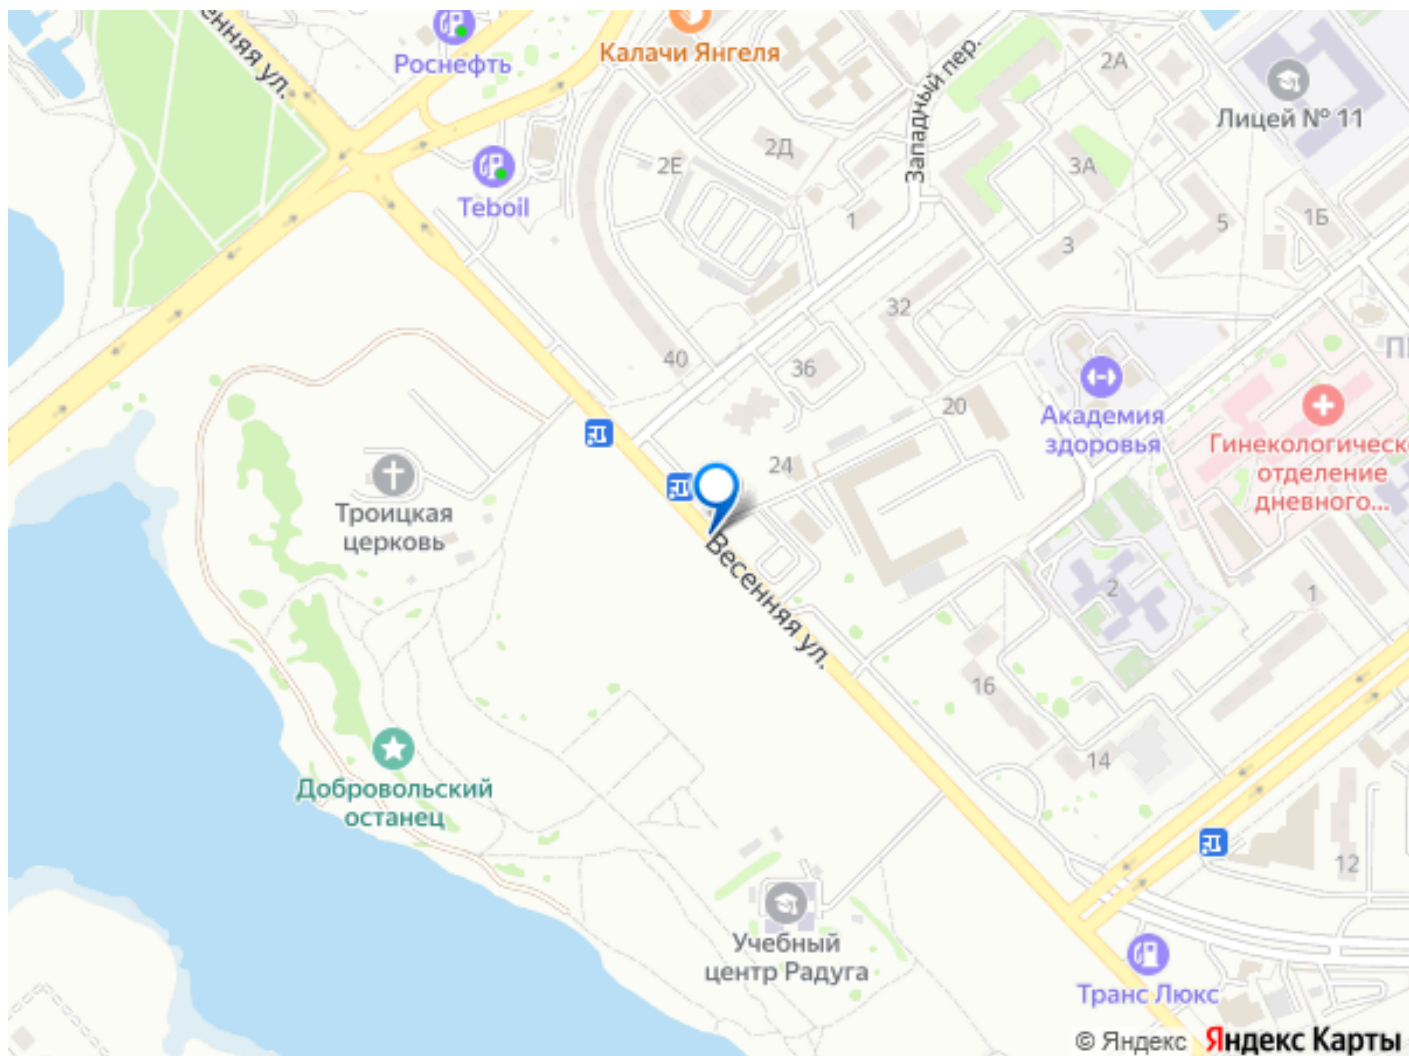 Роснефть
Калачи Янгеля
Западный пер.
2А
Лицей № 11
Teboil
2Е
2Д
3А
1
5
1Б
3
32
40
36
20
Академия
здоровья
Гинекологическ
отделение
дневного...
24
Троицкая
церковь
Весенняя ул.
2
1
16
14
Добровольский
останец
12
Учебный
центр Радуга
Транс Люкс
© Яндекс Яндекс Карты